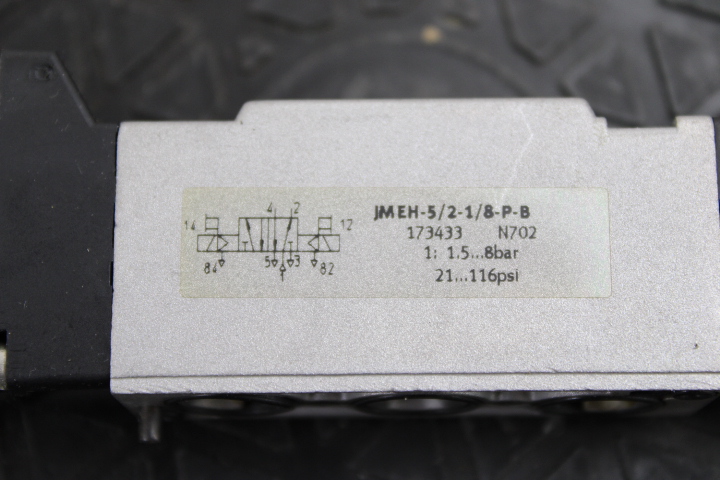 JMEH-5/2-1/8-P-B
173433 N702
1: 1.5...8bar
21...116psi
4 2
14 12
5 1 3
84 82